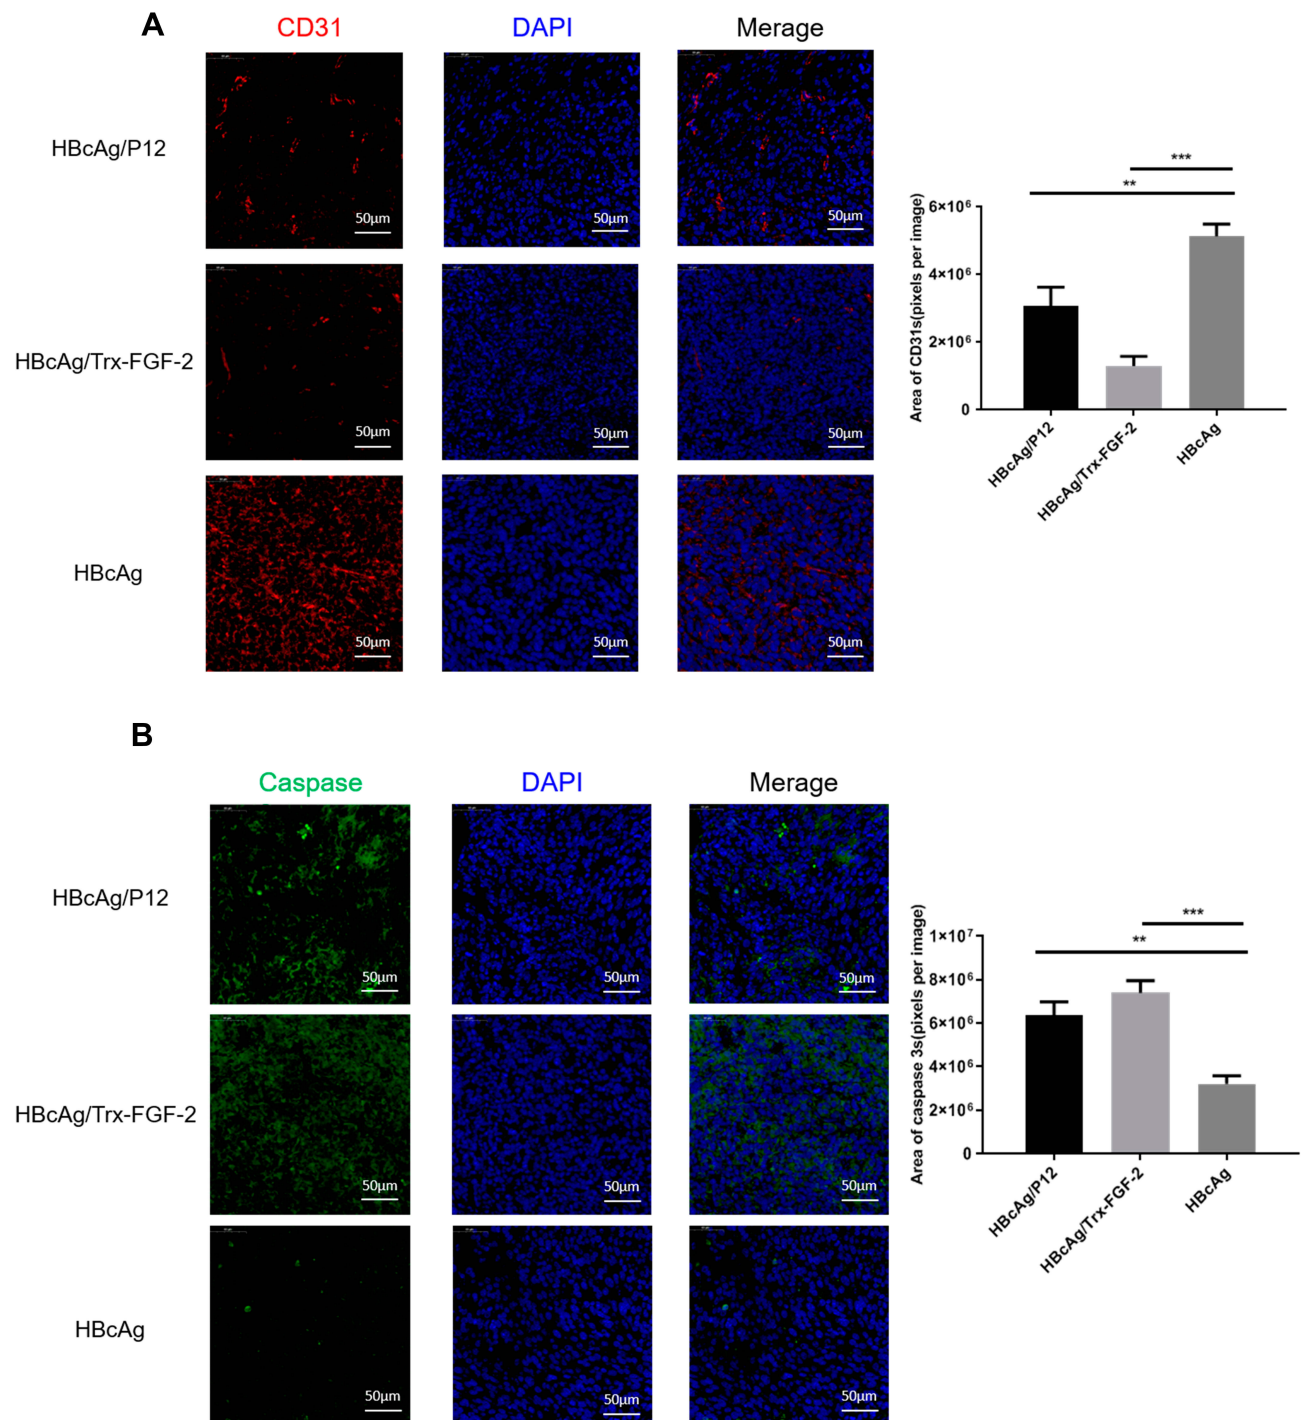 A
CD31 DAPI Merage
HBcAg/P12
50μm 50μm 50μm
HBcAg/Trx-FGF-2
50μm 50μm 50μm
HBcAg
50μm 50μm 50μm
***
**
Area of CD31s(pixels per image)
6×10⁶
4×10⁶
2×10⁶
0
HBcAg/P12 HBcAg/Trx-FGF-2 HBcAg
B
Caspase DAPI Merage
HBcAg/P12
50μm 50μm 50μm
HBcAg/Trx-FGF-2
50μm 50μm 50μm
HBcAg
50μm 50μm 50μm
***
**
Area of caspase 3s(pixels per image)
1×10⁷
8×10⁶
6×10⁶
4×10⁶
2×10⁶
0
HBcAg/P12 HBcAg/Trx-FGF-2 HBcAg